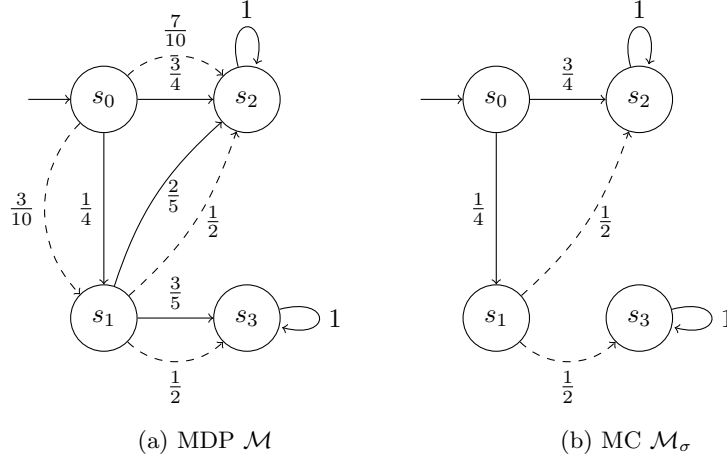 1 1
7/10
3/4 3/4
s₀ s₂ s₀ s₂
3/10 1/4 2/5 1/2 1/4 1/2
3/5
s₁ s₃ 1 s₁ s₃ 1
1/2 1/2
(a) MDP ℳ (b) MC ℳ_σ